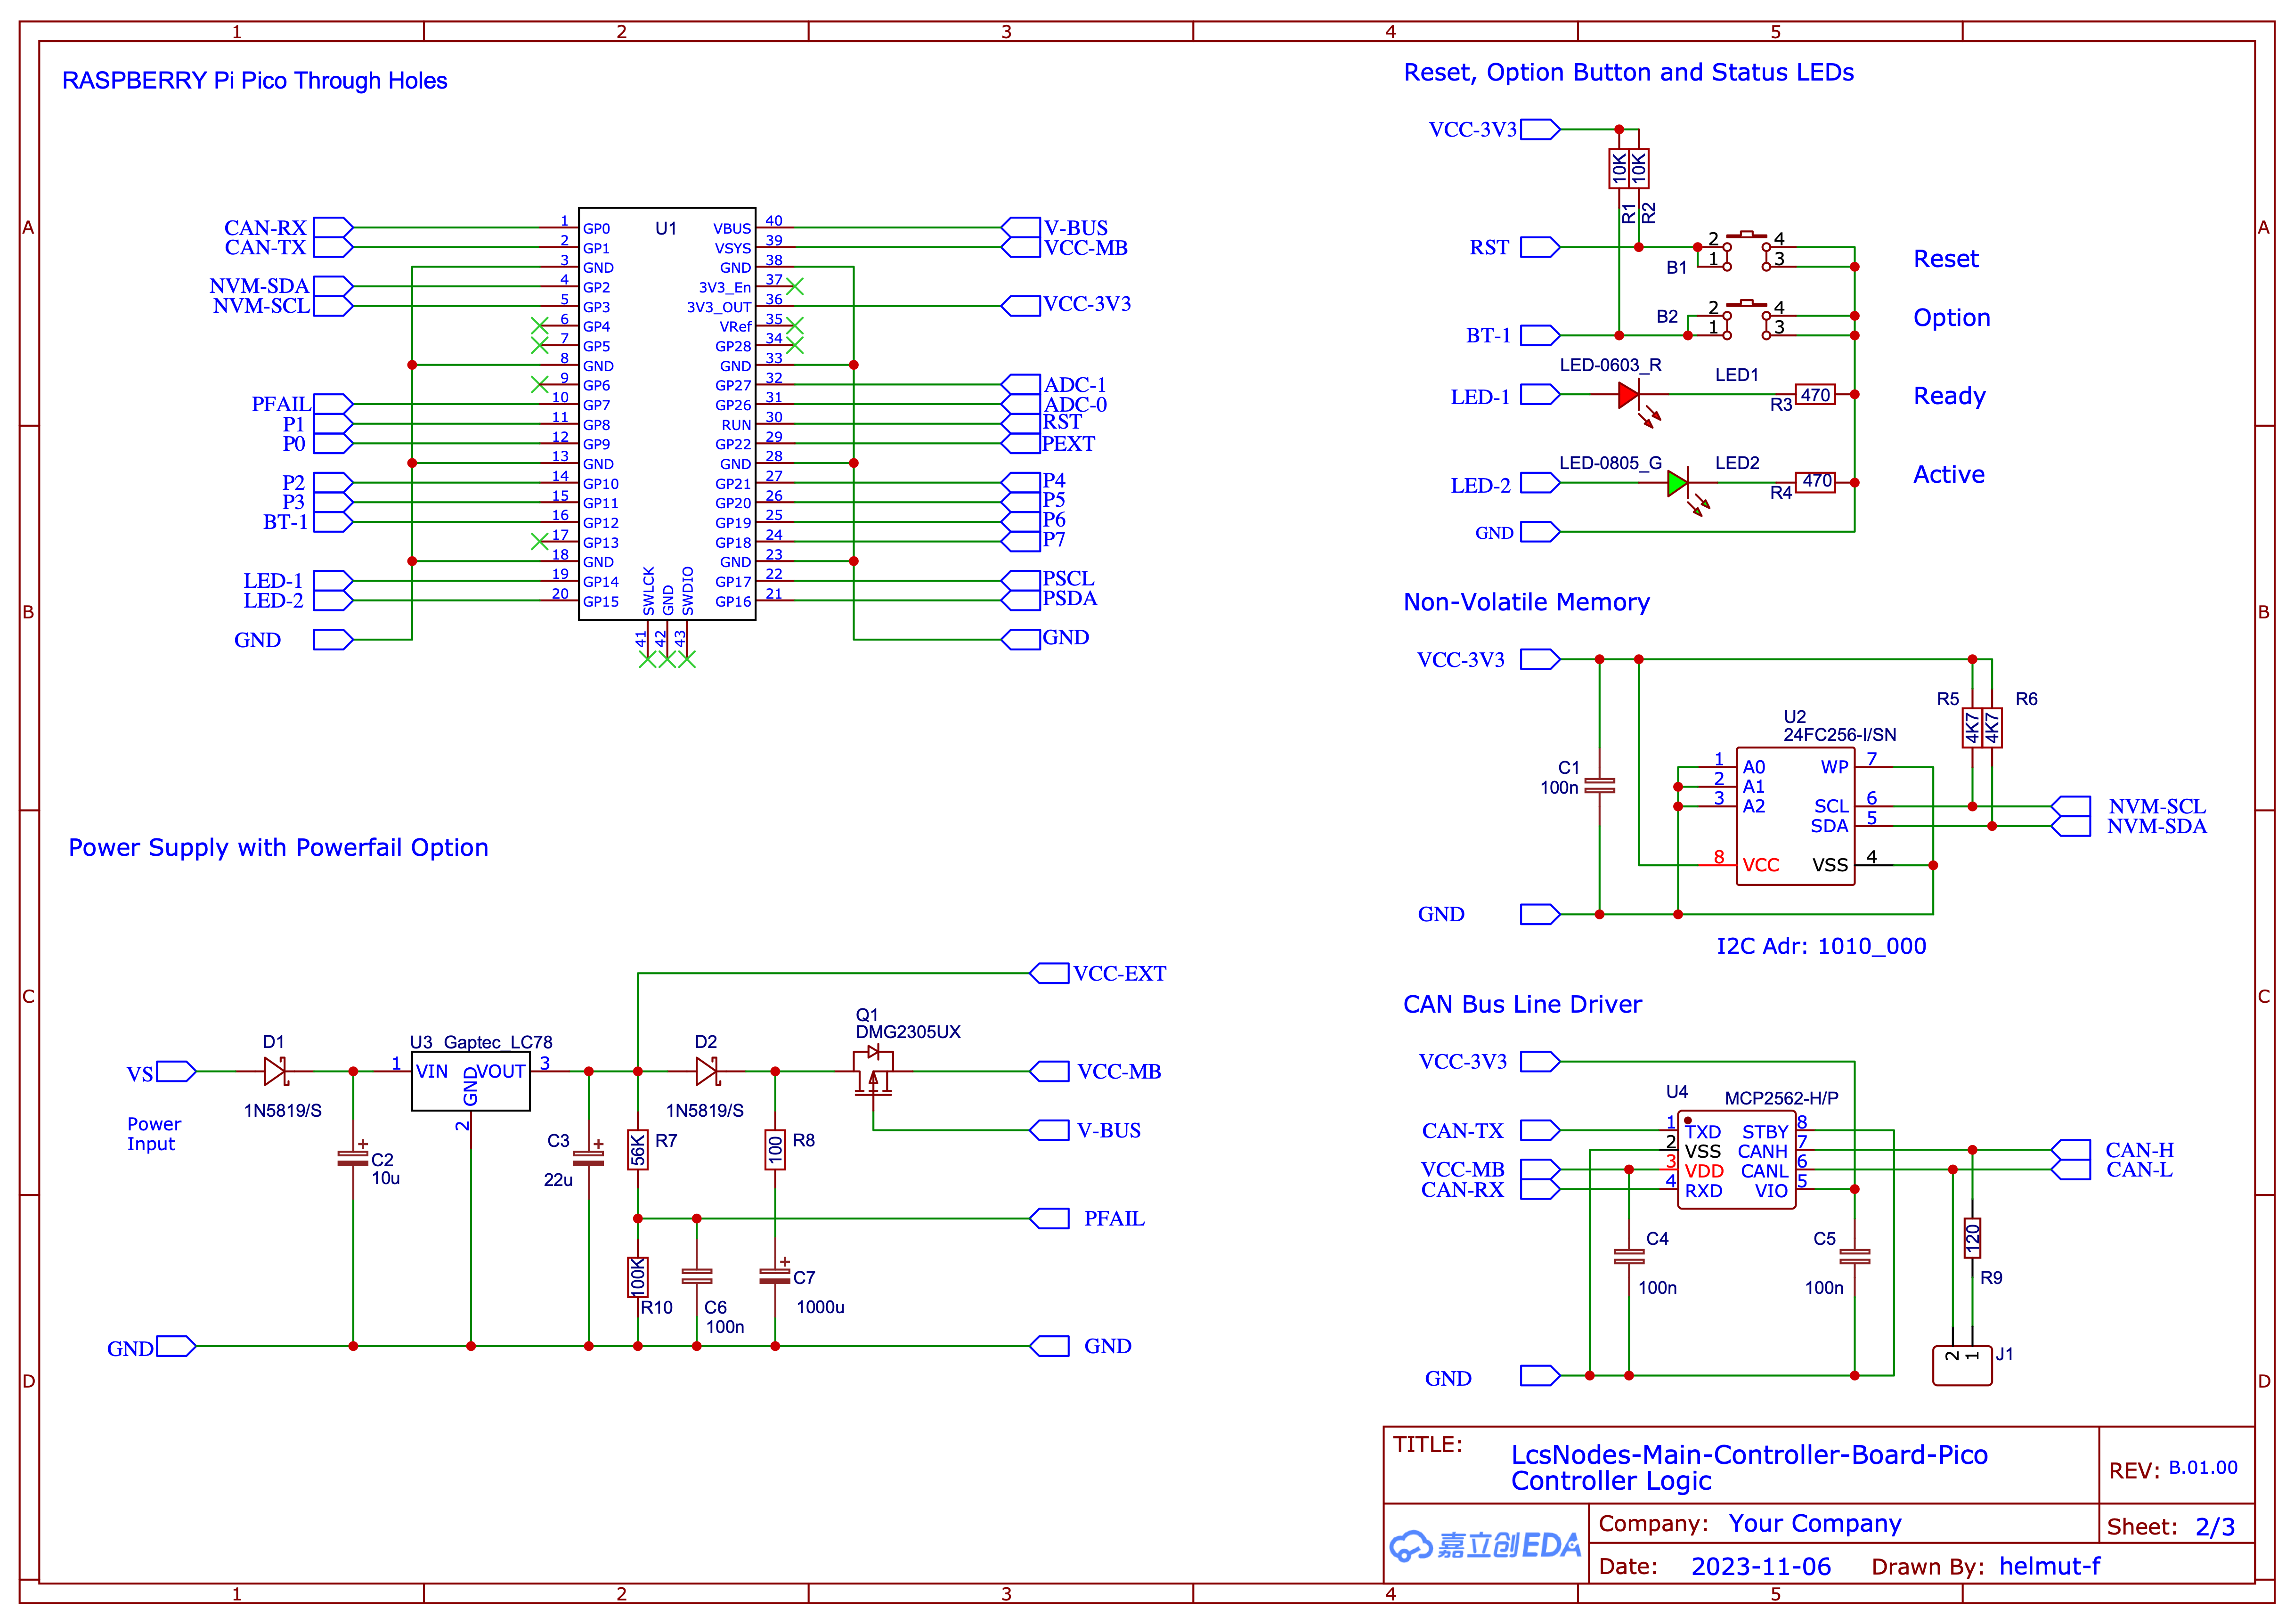 1 2 3 4 5
A
B
C
D
A
B
C
D
1 2 3 4 5
RASPBERRY Pi Pico Through Holes
U1
CAN-RX 1 GP0
CAN-TX 2 GP1
3 GND
NVM-SDA 4 GP2
NVM-SCL 5 GP3
6 GP4
7 GP5
8 GND
9 GP6
PFAIL 10 GP7
P1 11 GP8
P0 12 GP9
13 GND
P2 14 GP10
P3 15 GP11
BT-1 16 GP12
17 GP13
18 GND
LED-1 19 GP14
LED-2 20 GP15
GND
VBUS 40 V-BUS
VSYS 39 VCC-MB
GND 38
3V3_En 37
3V3_OUT 36 VCC-3V3
VRef 35
GP28 34
GND 33
GP27 32 ADC-1
GP26 31 ADC-0
RUN 30 RST
GP22 29 PEXT
GND 28
GP21 27 P4
GP20 26 P5
GP19 25 P6
GP18 24 P7
GND 23
GP17 22 PSCL
GP16 21 PSDA
GND
SWLCK GND SWDIO
41 42 43
Power Supply with Powerfail Option
VCC-EXT
Q1
DMG2305UX
D1
U3 Gaptec_LC78
D2
VS
1 VIN VOUT 3
GND
2
VCC-MB
1N5819/S
1N5819/S
Power
Input
V-BUS
C2
10u
C3
22u
56K R7
100 R8
PFAIL
100K
R10
C6
100n
C7
1000u
GND
GND
Reset, Option Button and Status LEDs
VCC-3V3
10K 10K
R1 R2
RST
2 4
1 3
B1
Reset
B2
2 4
1 3
Option
BT-1
LED-0603_R
LED1
LED-1
R3 470
Ready
LED-0805_G
LED2
LED-2
R4 470
Active
GND
Non-Volatile Memory
VCC-3V3
R5 R6
4K7 4K7
U2
24FC256-I/SN
C1
100n
1 A0 WP 7
2 A1
3 A2 SCL 6
SDA 5
8 VCC VSS 4
NVM-SCL
NVM-SDA
GND
I2C Adr: 1010_000
CAN Bus Line Driver
VCC-3V3
U4
MCP2562-H/P
CAN-TX 1 TXD STBY 8
2 VSS CANH 7 CAN-H
VCC-MB 3 VDD CANL 6 CAN-L
CAN-RX 4 RXD VIO 5
C4
100n
C5
100n
120
R9
2 1 J1
GND
TITLE:
LcsNodes-Main-Controller-Board-Pico
Controller Logic
REV: B.01.00
嘉立创EDA
Company: Your Company
Sheet: 2/3
Date: 2023-11-06 Drawn By: helmut-f